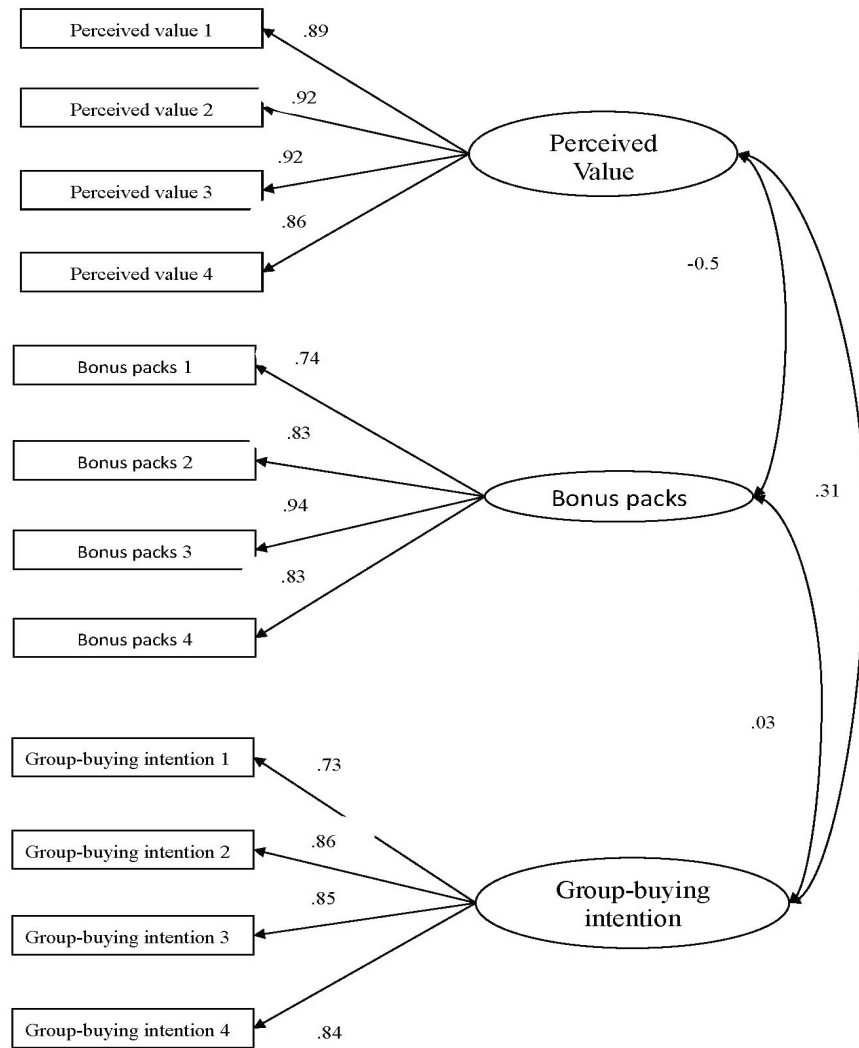 Perceived value 1
.89
Perceived value 2
.92
Perceived value 3
.92
Perceived value 4
.86
Perceived
Value
-0.5
Bonus packs 1
.74
Bonus packs 2
.83
Bonus packs 3
.94
Bonus packs 4
.83
Bonus packs
.31
.03
Group-buying intention 1
.73
Group-buying intention 2
.86
Group-buying intention 3
.85
Group-buying intention 4
.84
Group-buying
intention